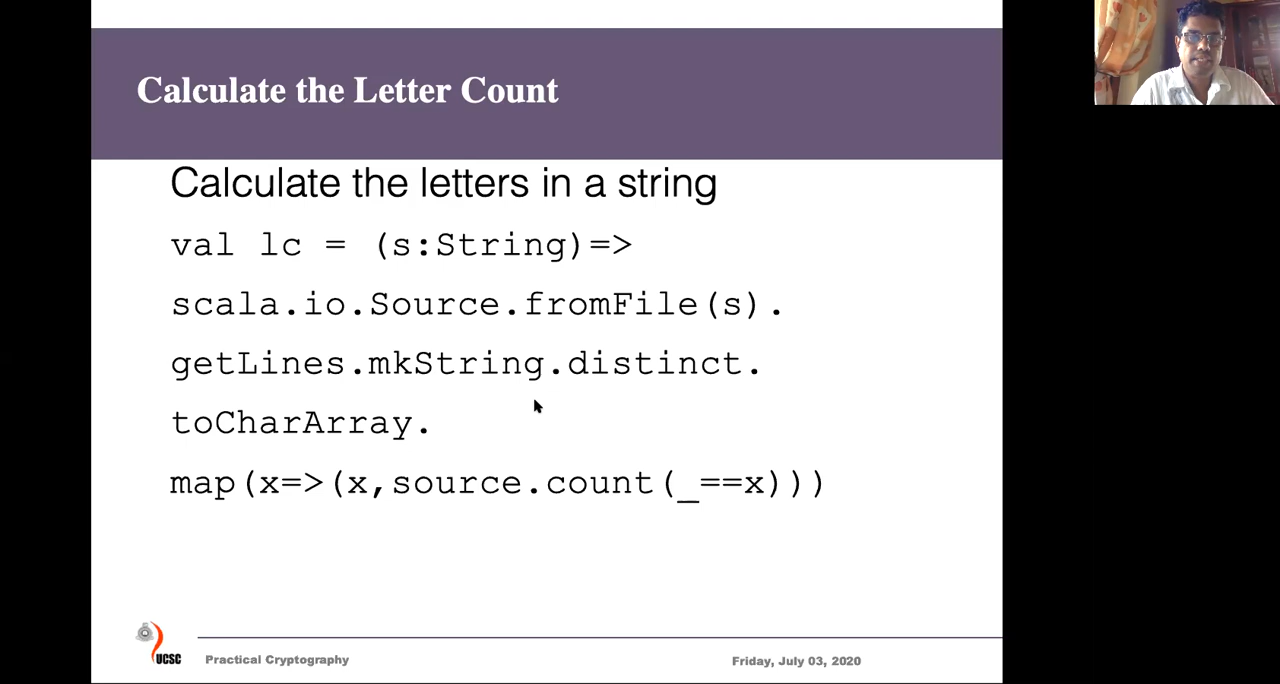 Calculate the Letter Count
Calculate the letters in a string
val lc = (s:String)=>
scala.io.Source.fromFile(s).
getLines.mkString.distinct.
toCharArray.
map(x=>(x,source.count(_==x)))
UCSC
Practical Cryptography
Friday, July 03, 2020